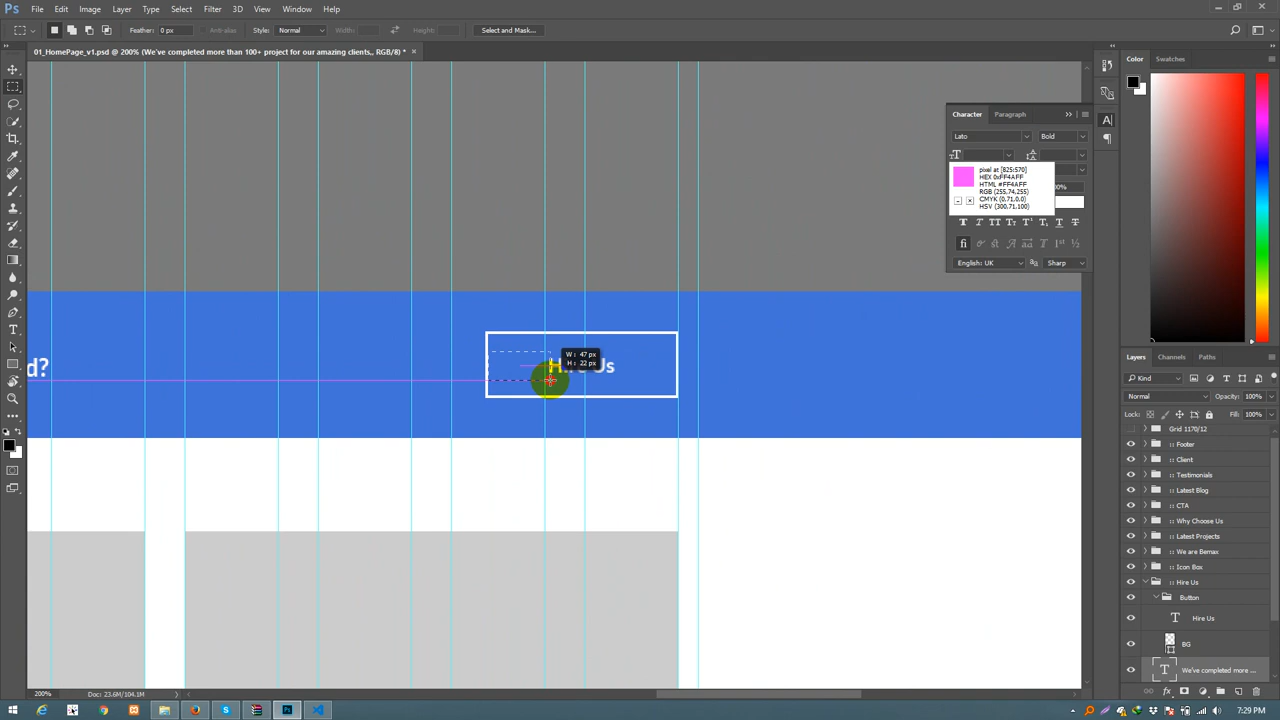 Ps File Edit Image Layer Type Select Filter 3D View Window Help
Feather: 0 px Anti-alias Style: Normal Width: Height: Select and Mask...
01_HomePage_v1.psd @ 200% (We've completed more than 100+ project for our amazing clients,, RGB/8) * ×
Color Swatches
Character Paragraph
Lato Bold
pixel at [825:570]
HEX 0xFF4AFF
HTML #FF4AFF
RGB (255,74,255)
CMYK (0,71,0,0)
HSV (300,71,100)
English: UK Sharp
W: 47 px
H: 22 px
d?
Hire Us
Layers Channels Paths
Kind
Normal Opacity: 100%
Lock: Fill: 100%
Grid 1170/12
:: Footer
:: Client
:: Testimonials
:: Latest Blog
:: CTA
:: Why Choose Us
:: Latest Projects
:: We are Bemax
:: Icon Box
:: Hire Us
Button
Hire Us
BG
We've completed more ...
200% Doc: 23.6M/104.1M
7:29 PM